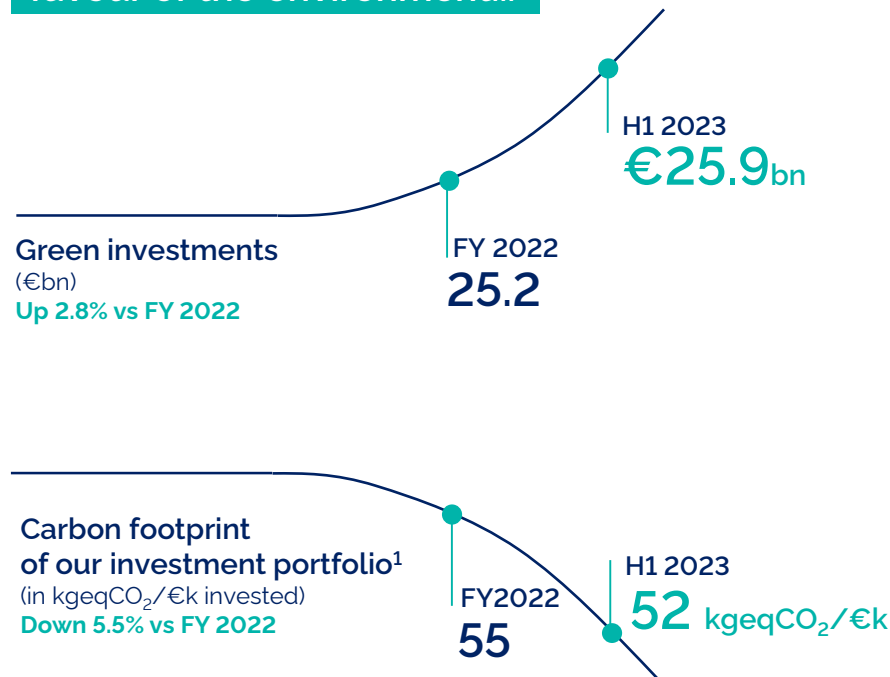 H1 2023
€25.9bn
Green investments
(€bn)
Up 2.8% vs FY 2022
FY 2022
25.2
Carbon footprint
of our investment portfolio¹
(in kgeqCO₂/€k invested)
Down 5.5% vs FY 2022
FY2022
55
H1 2023
52 kgeqCO₂/€k